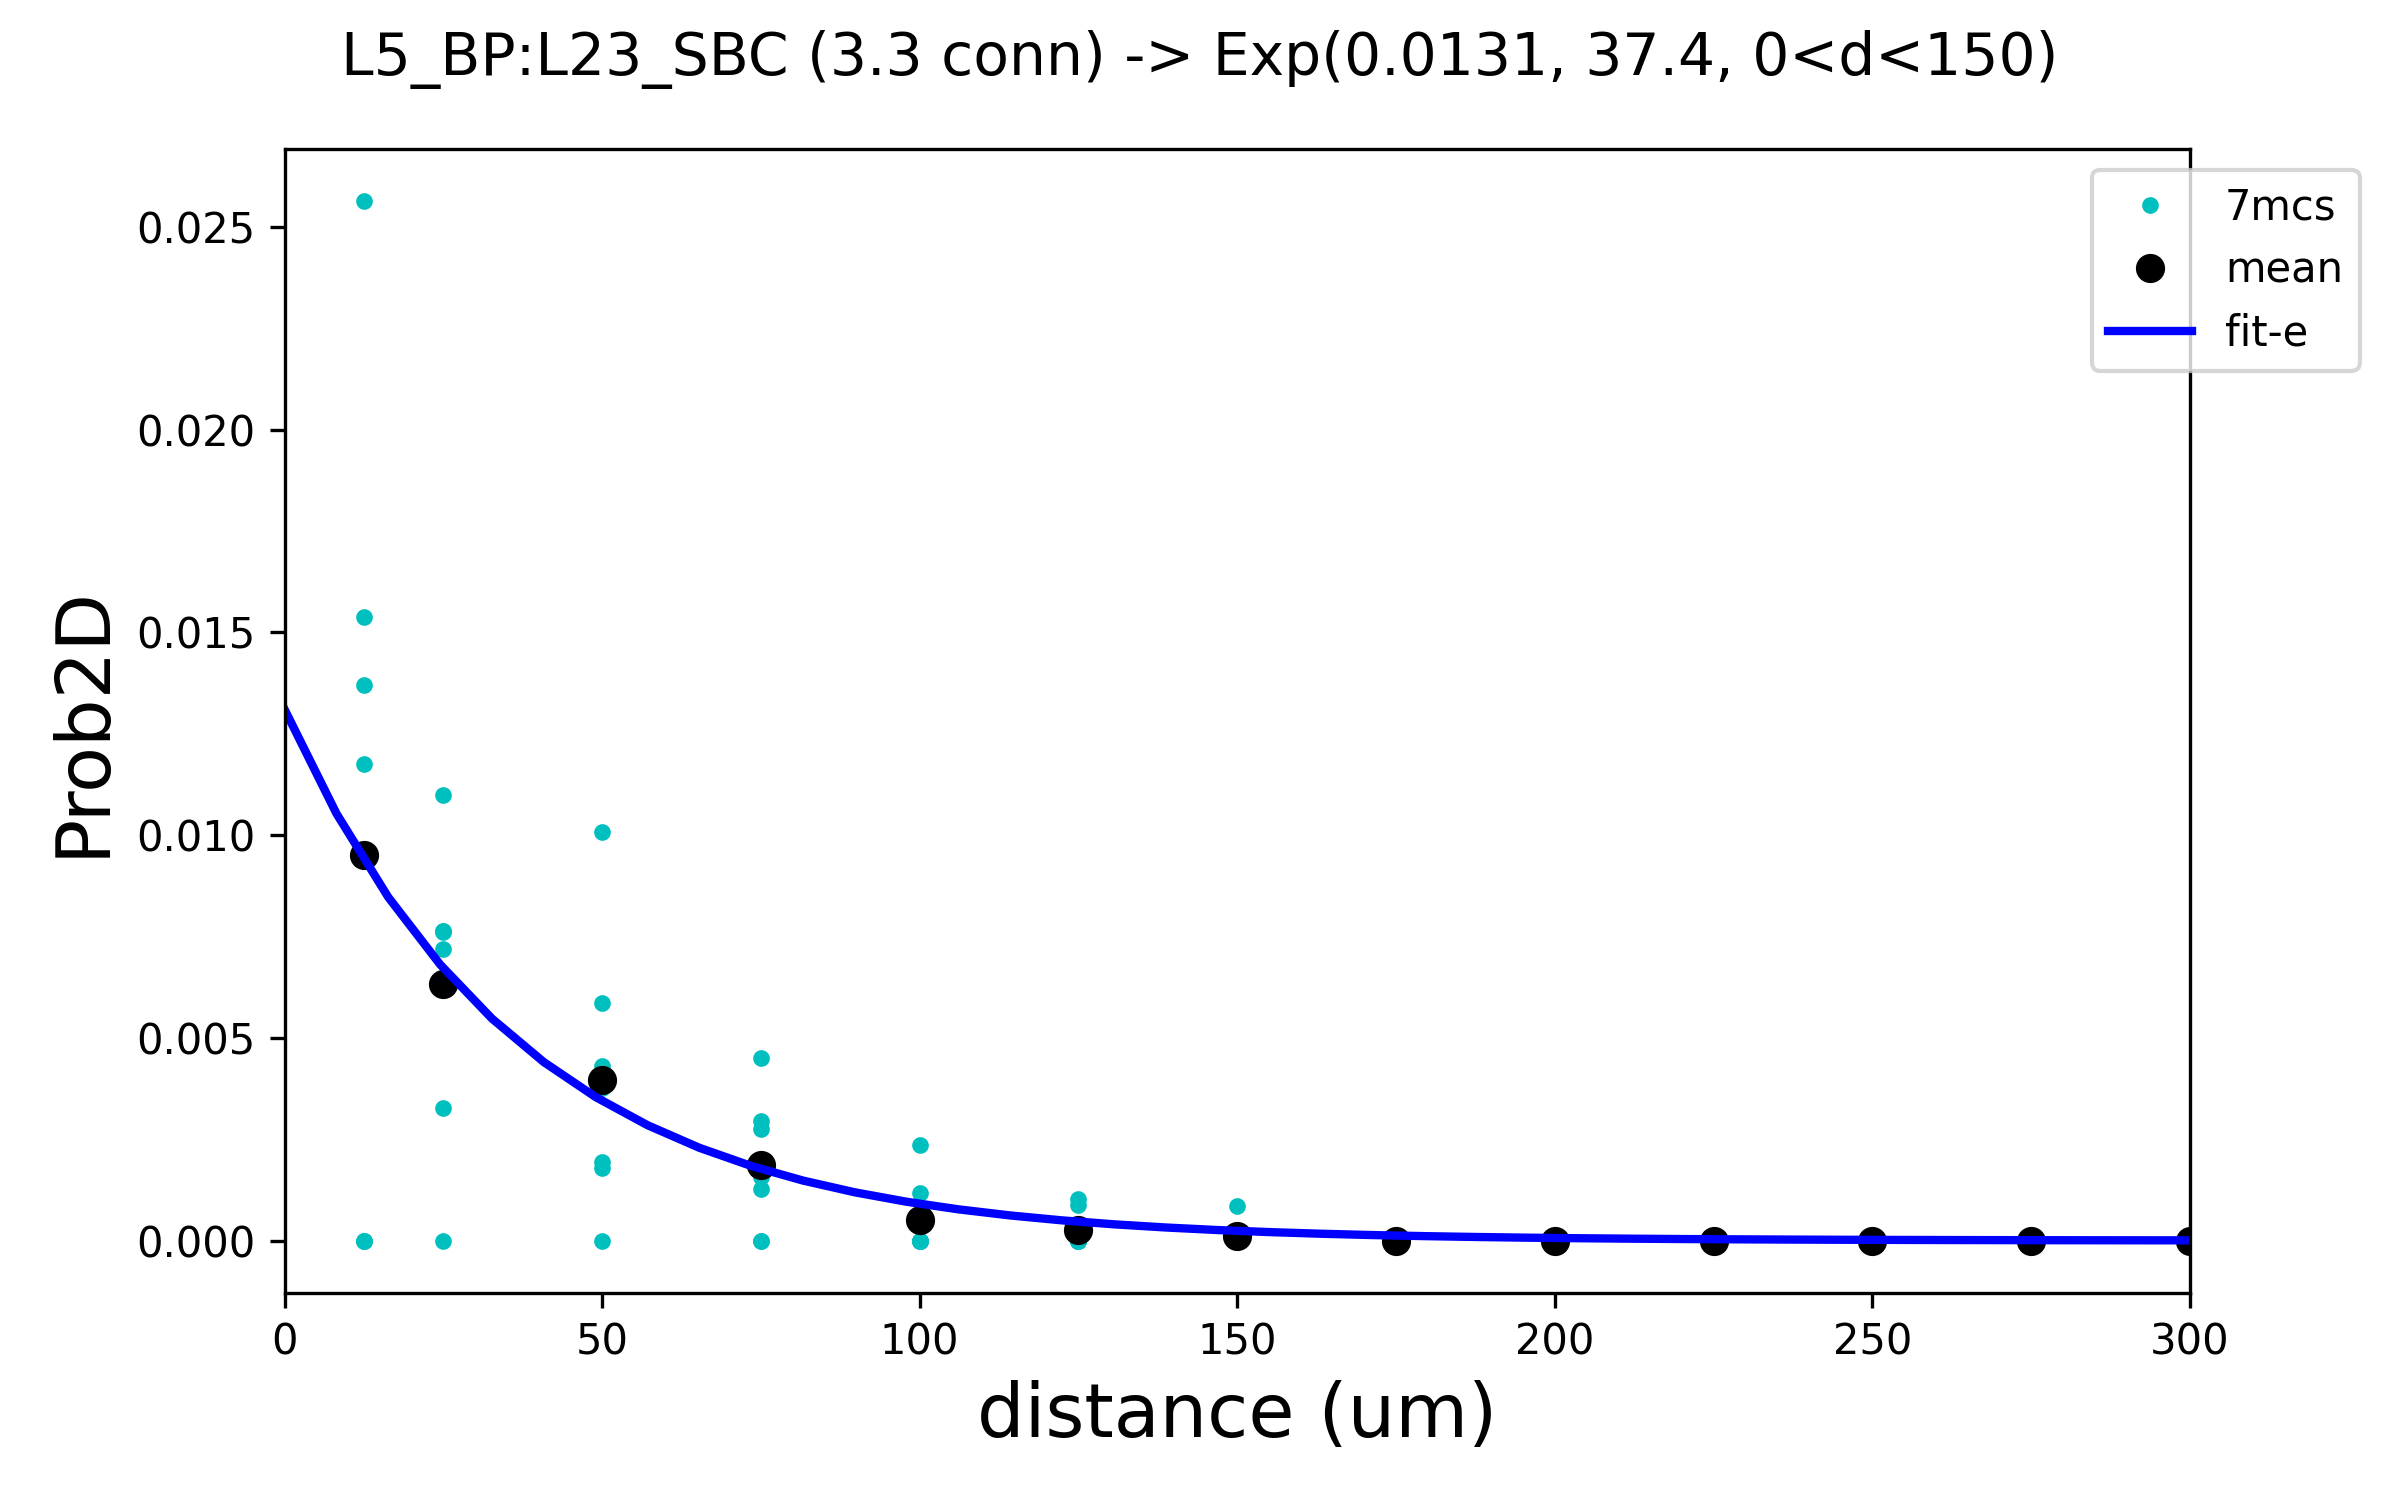 L5_BP:L23_SBC (3.3 conn) -> Exp(0.0131, 37.4, 0<d<150)
7mcs
mean
fit-e
0.025
0.020
0.015
0.010
0.005
0.000
Prob2D
0 50 100 150 200 250 300
distance (um)